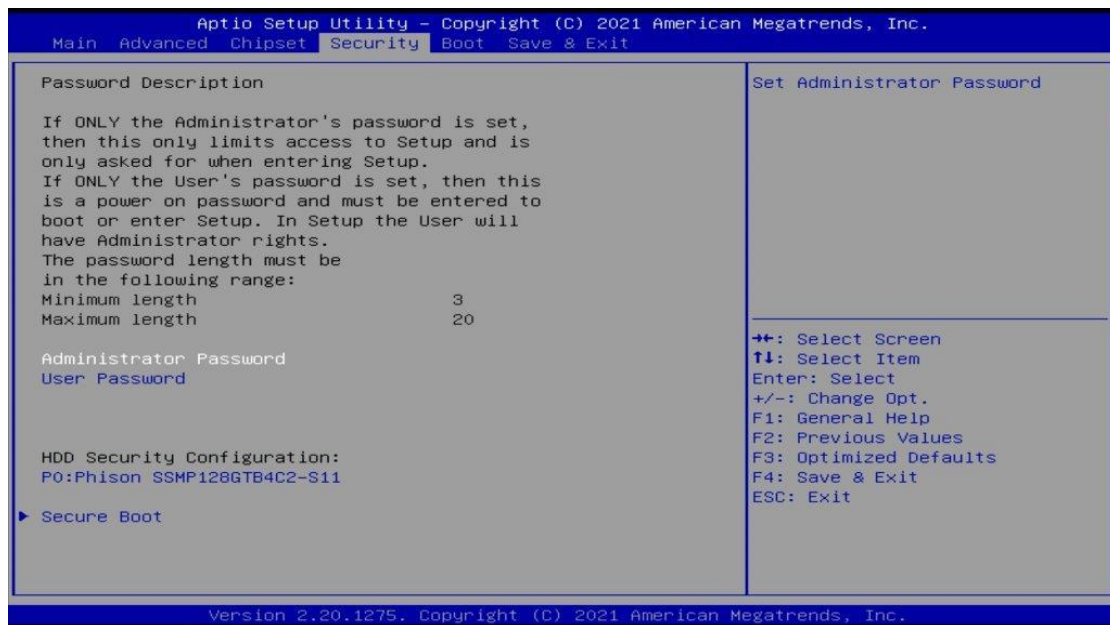 Aptio Setup Utility – Copyright (C) 2021 American Megatrends, Inc.
Main Advanced Chipset Security Boot Save & Exit
Password Description
If ONLY the Administrator's password is set,
then this only limits access to Setup and is
only asked for when entering Setup.
If ONLY the User's password is set, then this
is a power on password and must be entered to
boot or enter Setup. In Setup the User will
have Administrator rights.
The password length must be
in the following range:
Minimum length 3
Maximum length 20
Administrator Password
User Password
HDD Security Configuration:
P0:Phison SSMP128GTB4C2-S11
Secure Boot
Set Administrator Password
→←: Select Screen
↑↓: Select Item
Enter: Select
+/-: Change Opt.
F1: General Help
F2: Previous Values
F3: Optimized Defaults
F4: Save & Exit
ESC: Exit
Version 2.20.1275. Copyright (C) 2021 American Megatrends, Inc.